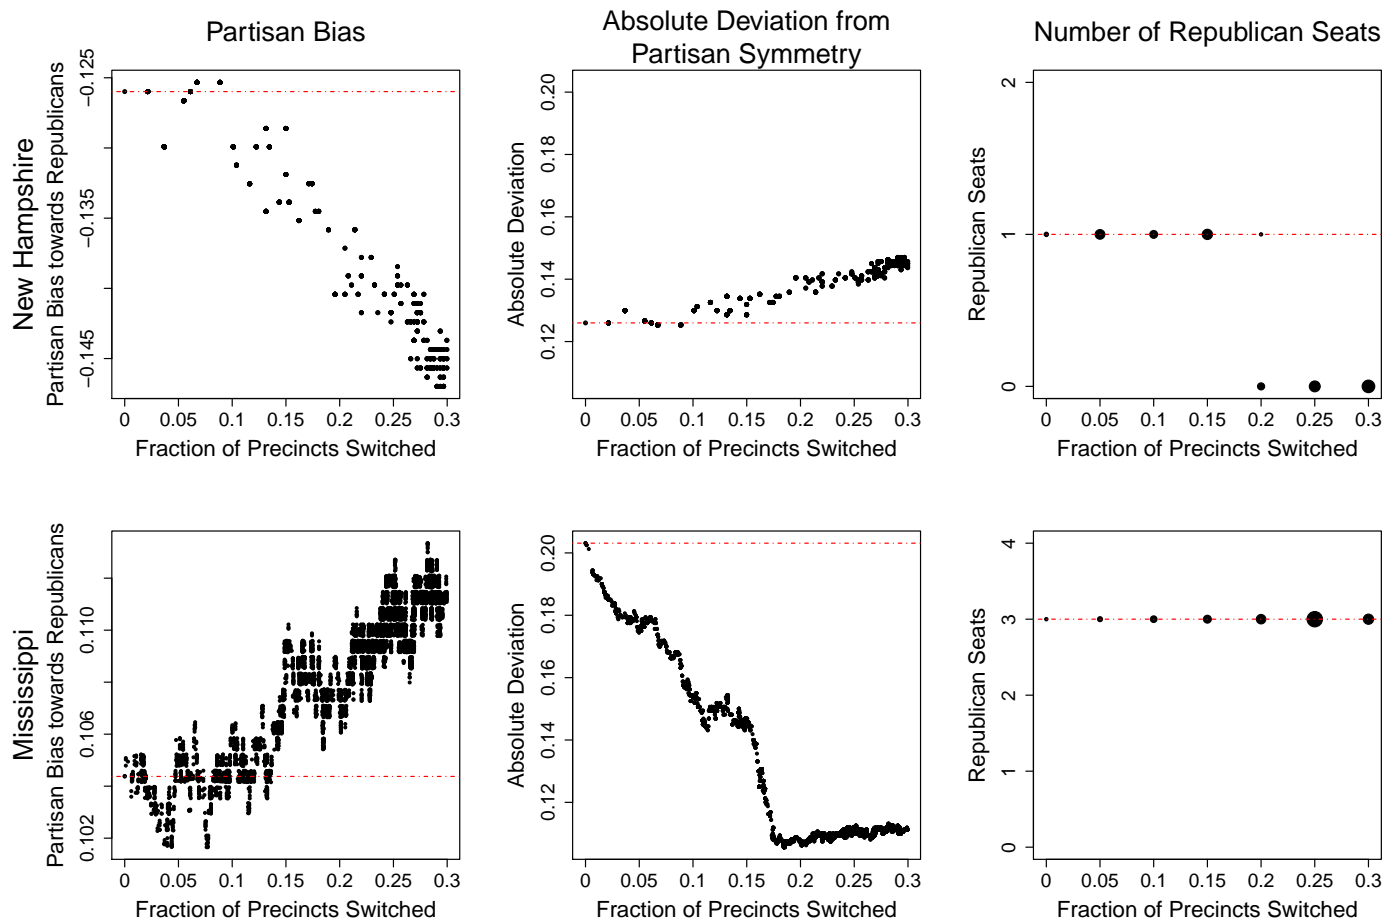 Partisan Bias
Absolute Deviation from
Partisan Symmetry
Number of Republican Seats
New Hampshire
Partisan Bias towards Republicans
−0.125
−0.135
−0.145
0 0.05 0.1 0.15 0.2 0.25 0.3
Fraction of Precincts Switched
Absolute Deviation
0.20
0.18
0.16
0.14
0.12
0 0.05 0.1 0.15 0.2 0.25 0.3
Fraction of Precincts Switched
Republican Seats
2
1
0
0 0.05 0.1 0.15 0.2 0.25 0.3
Fraction of Precincts Switched
Mississippi
Partisan Bias towards Republicans
0.110
0.106
0.102
0 0.05 0.1 0.15 0.2 0.25 0.3
Fraction of Precincts Switched
Absolute Deviation
0.20
0.18
0.16
0.14
0.12
0 0.05 0.1 0.15 0.2 0.25 0.3
Fraction of Precincts Switched
Republican Seats
4
3
2
1
0
0 0.05 0.1 0.15 0.2 0.25 0.3
Fraction of Precincts Switched